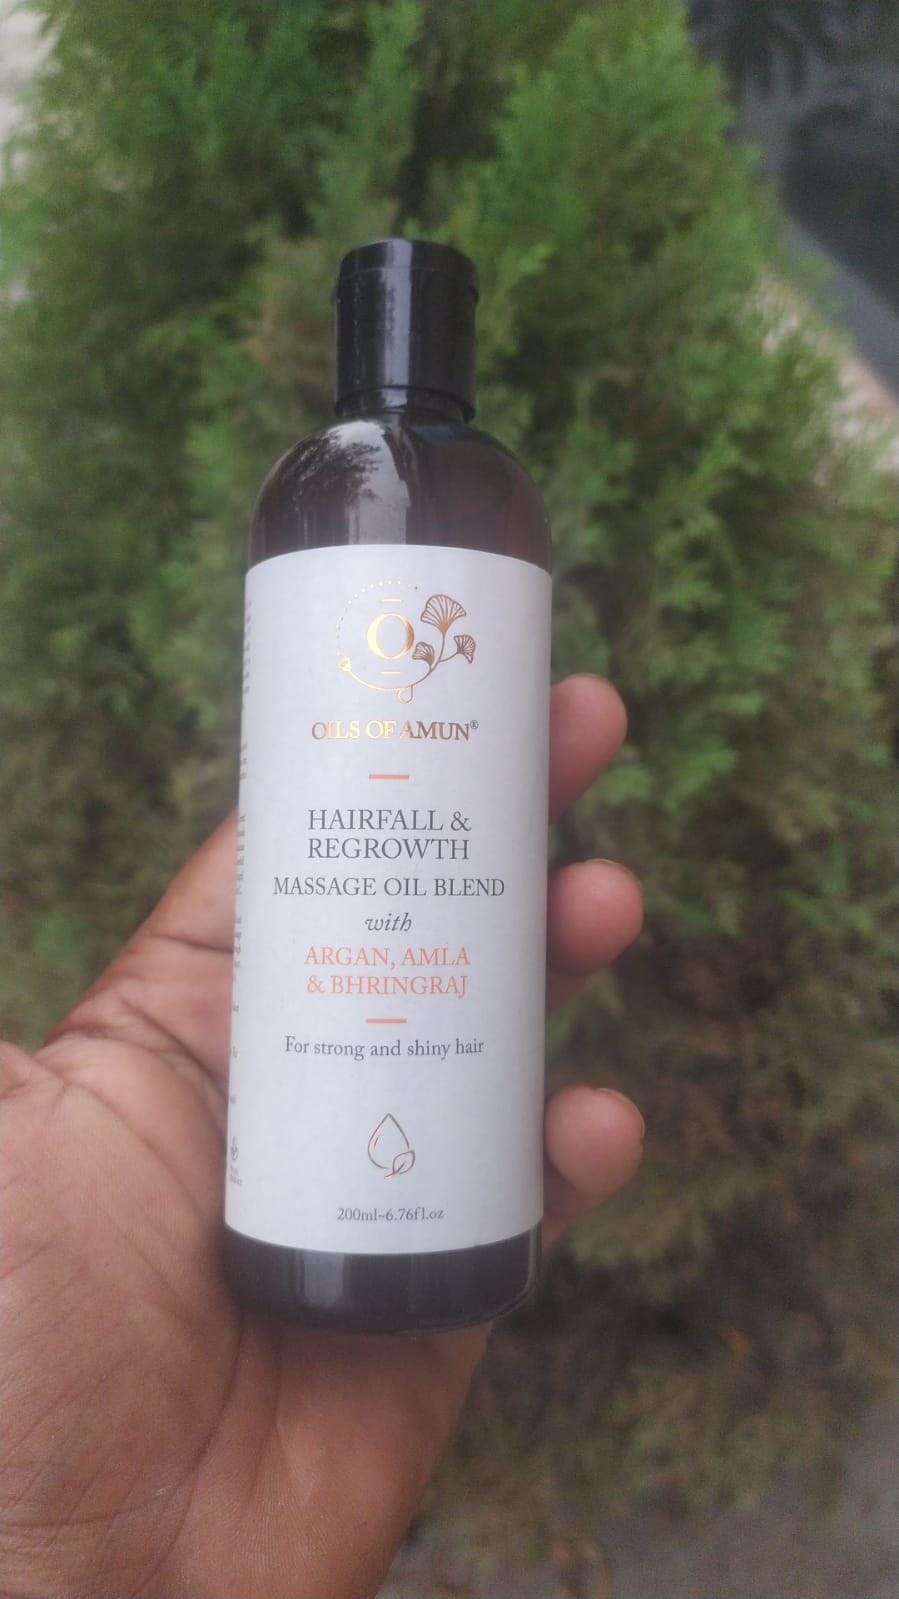 O
OILS OF AMUN®
HAIRFALL &
REGROWTH
MASSAGE OIL BLEND
with
ARGAN, AMLA
& BHRINGRAJ
For strong and shiny hair
200ml~6.76fl.oz